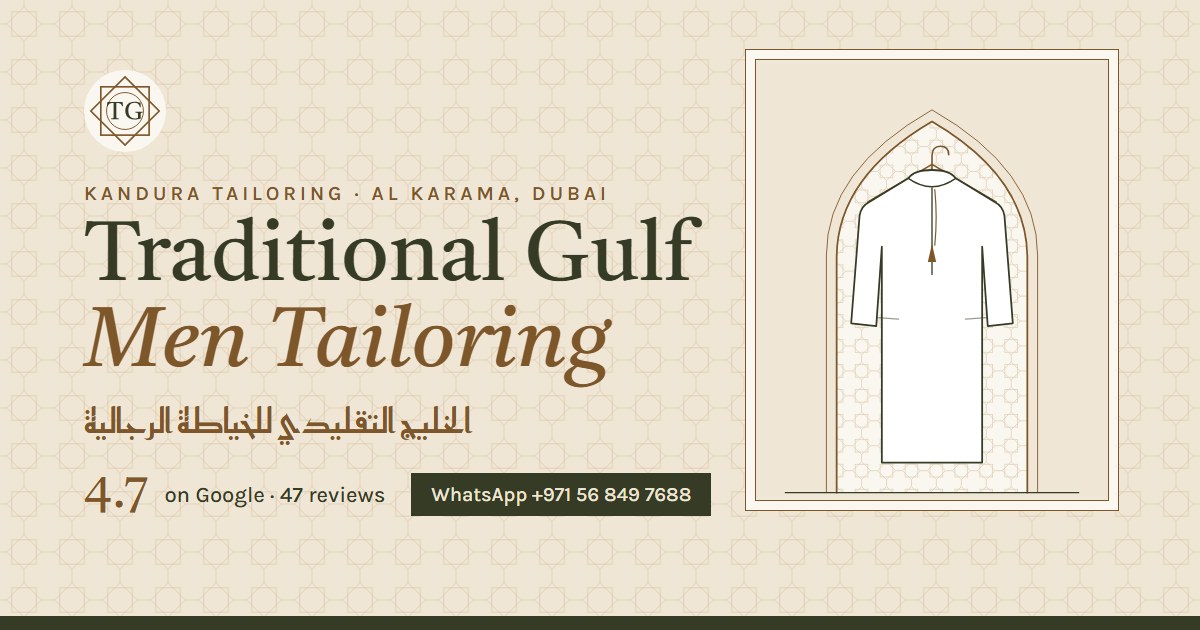 TG
KANDURA TAILORING · AL KARAMA, DUBAI
Traditional Gulf
Men Tailoring
الخليج التقليدي للخياطة الرجالية
4.7 on Google · 47 reviews
WhatsApp +971 56 849 7688